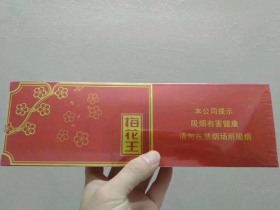 梅花王
本公司提示
吸烟有害健康
请勿在禁烟场所吸烟